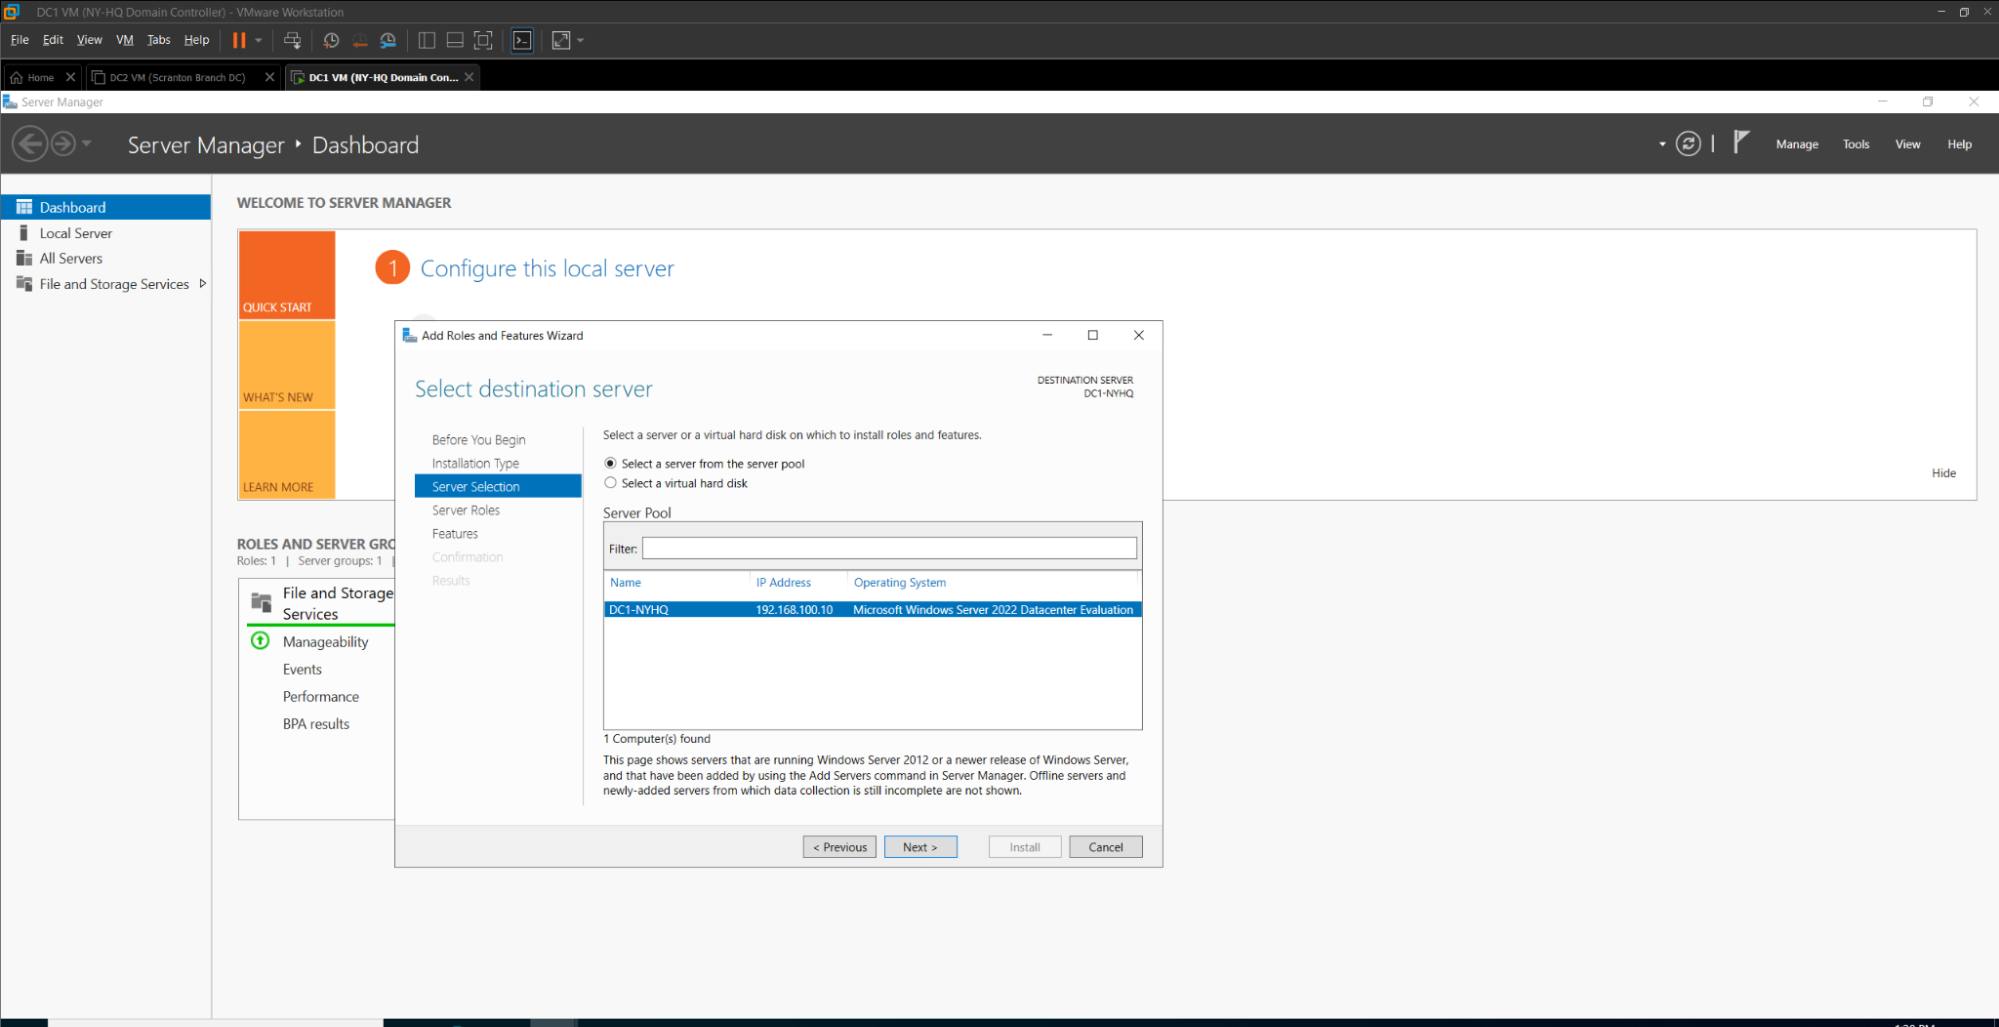 DC1 VM (NY-HQ Domain Controller) - VMware Workstation
File Edit View VM Tabs Help
Home DC2 VM (Scranton Branch DC) DC1 VM (NY-HQ Domain Con...
Server Manager
Server Manager Dashboard
Manage Tools View Help
Dashboard
Local Server
All Servers
File and Storage Services
WELCOME TO SERVER MANAGER
QUICK START
WHAT'S NEW
LEARN MORE
1 Configure this local server
Hide
ROLES AND SERVER GRO
Roles: 1 | Server groups: 1 |
File and Storage
Services
Manageability
Events
Performance
BPA results
Add Roles and Features Wizard
Select destination server
DESTINATION SERVER
DC1-NYHQ
Before You Begin
Installation Type
Server Selection
Server Roles
Features
Confirmation
Results
Select a server or a virtual hard disk on which to install roles and features.
Select a server from the server pool
Select a virtual hard disk
Server Pool
Filter:
Name IP Address Operating System
DC1-NYHQ 192.168.100.10 Microsoft Windows Server 2022 Datacenter Evaluation
1 Computer(s) found
This page shows servers that are running Windows Server 2012 or a newer release of Windows Server,
and that have been added by using the Add Servers command in Server Manager. Offline servers and
newly-added servers from which data collection is still incomplete are not shown.
< Previous Next > Install Cancel